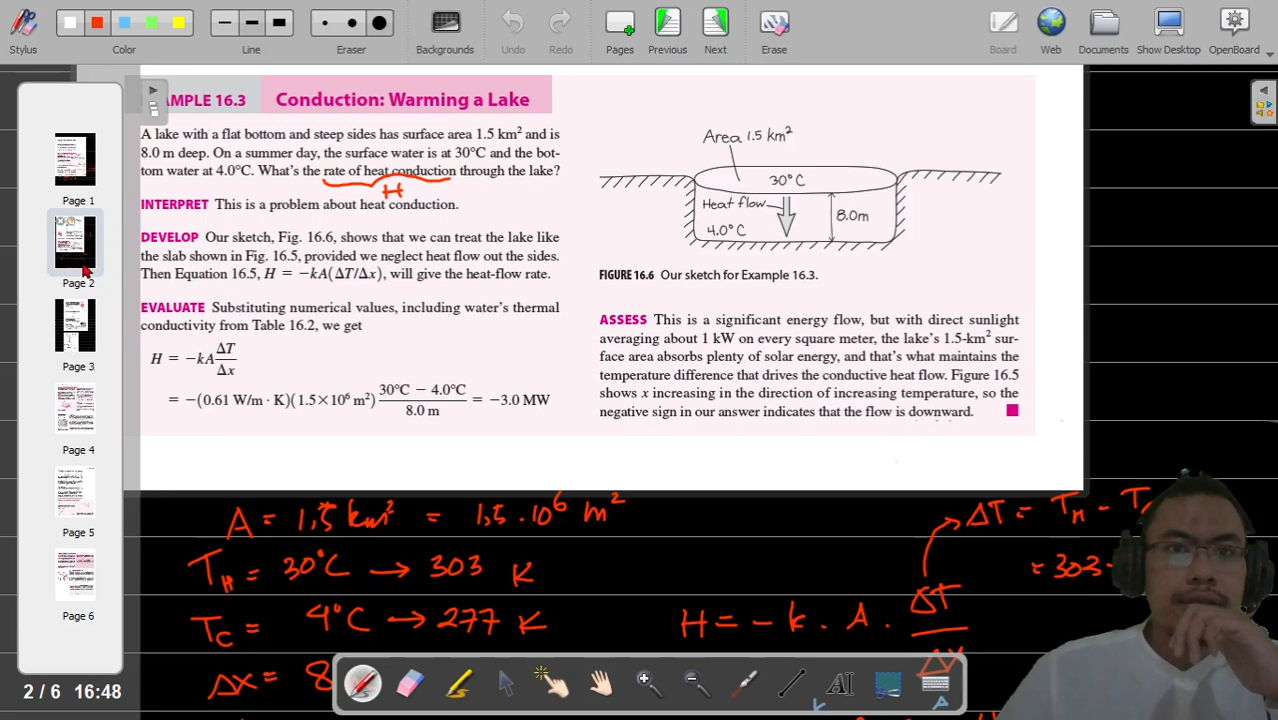 Stylus
Color
Line
Eraser
Backgrounds
Undo
Redo
Pages
Previous
Next
Erase
Board
Web
Documents
Show Desktop
OpenBoard
Page 1
Page 2
Page 3
Page 4
Page 5
Page 6
2 / 6 16:48
AMPLE 16.3 Conduction: Warming a Lake
A lake with a flat bottom and steep sides has surface area 1.5 km² and is
8.0 m deep. On a summer day, the surface water is at 30°C and the bot-
tom water at 4.0°C. What's the rate of heat conduction through the lake?
H
INTERPRET This is a problem about heat conduction.
DEVELOP Our sketch, Fig. 16.6, shows that we can treat the lake like
the slab shown in Fig. 16.5, provided we neglect heat flow out the sides.
Then Equation 16.5, H = −kA(ΔT/Δx), will give the heat-flow rate.
EVALUATE Substituting numerical values, including water's thermal
conductivity from Table 16.2, we get
H = −kA ΔT/Δx
= −(0.61 W/m · K)(1.5×10⁶ m²) 30°C − 4.0°C / 8.0 m = −3.0 MW
Area 1.5 km²
30°C
Heat flow
8.0m
4.0°C
FIGURE 16.6 Our sketch for Example 16.3.
ASSESS This is a significant energy flow, but with direct sunlight
averaging about 1 kW on every square meter, the lake's 1.5-km² sur-
face area absorbs plenty of solar energy, and that's what maintains the
temperature difference that drives the conductive heat flow. Figure 16.5
shows x increasing in the direction of increasing temperature, so the
negative sign in our answer indicates that the flow is downward.
A = 1,5 km² = 1,5 . 10⁶ m²
T_H = 30°C → 303 K
T_C = 4°C → 277 K
Δx = 8
H = − k . A . ΔT
ΔT = T_H − T
= 303 -